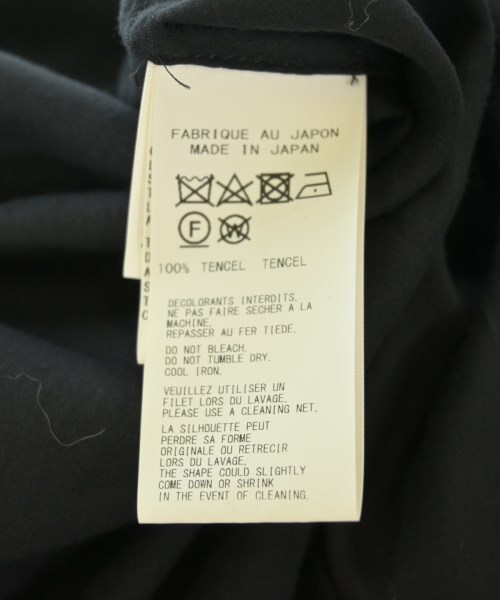 FABRIQUE AU JAPON
MADE IN JAPAN
F W
100% TENCEL TENCEL
DECOLORANTS INTERDITS.
NE PAS FAIRE SECHER A LA
MACHINE.
REPASSER AU FER TIEDE.
DO NOT BLEACH.
DO NOT TUMBLE DRY.
COOL IRON.
VEUILLEZ UTILISER UN
FILET LORS DU LAVAGE.
PLEASE USE A CLEANING NET.
LA SILHOUETTE PEUT
PERDRE SA FORME
ORIGINALE OU RETRECIR
LORS DU LAVAGE.
THE SHAPE COULD SLIGHTLY
COME DOWN OR SHRINK
IN THE EVENT OF CLEANING.